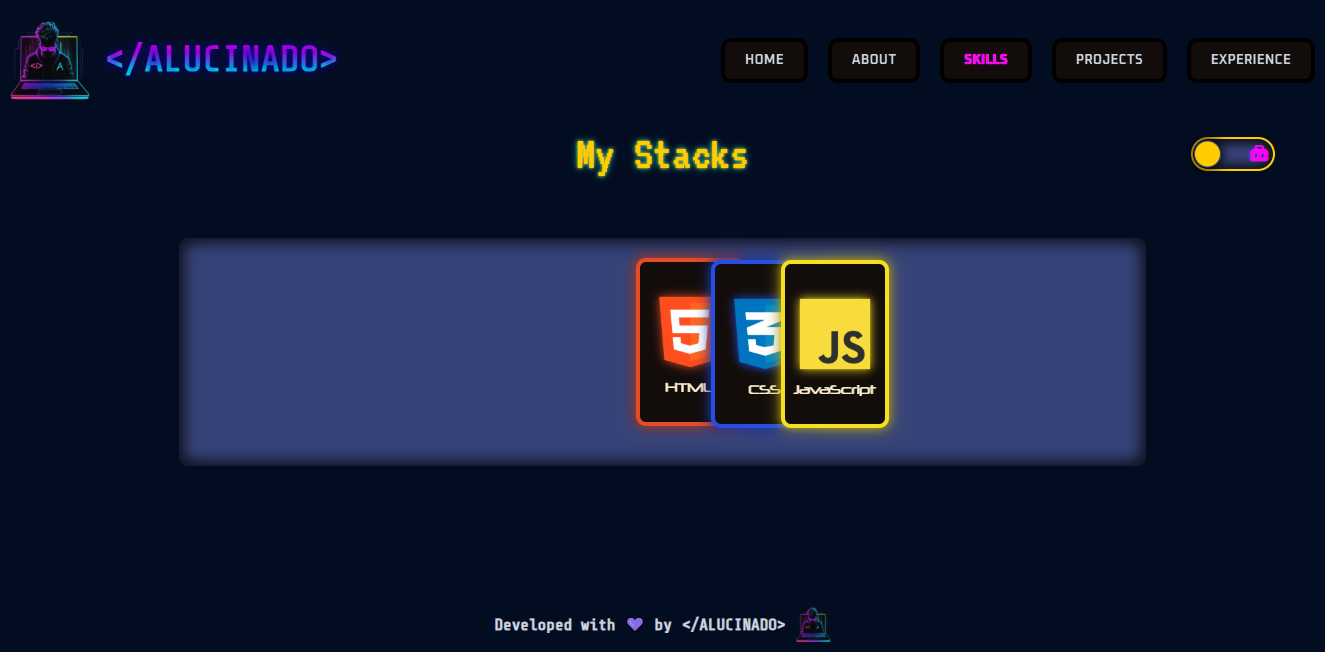 </ALUCINADO>
HOME
ABOUT
SKILLS
PROJECTS
EXPERIENCE
My Stacks
5
HTML
3
CSS
JS
JavaScript
Developed with 💜 by </ALUCINADO>